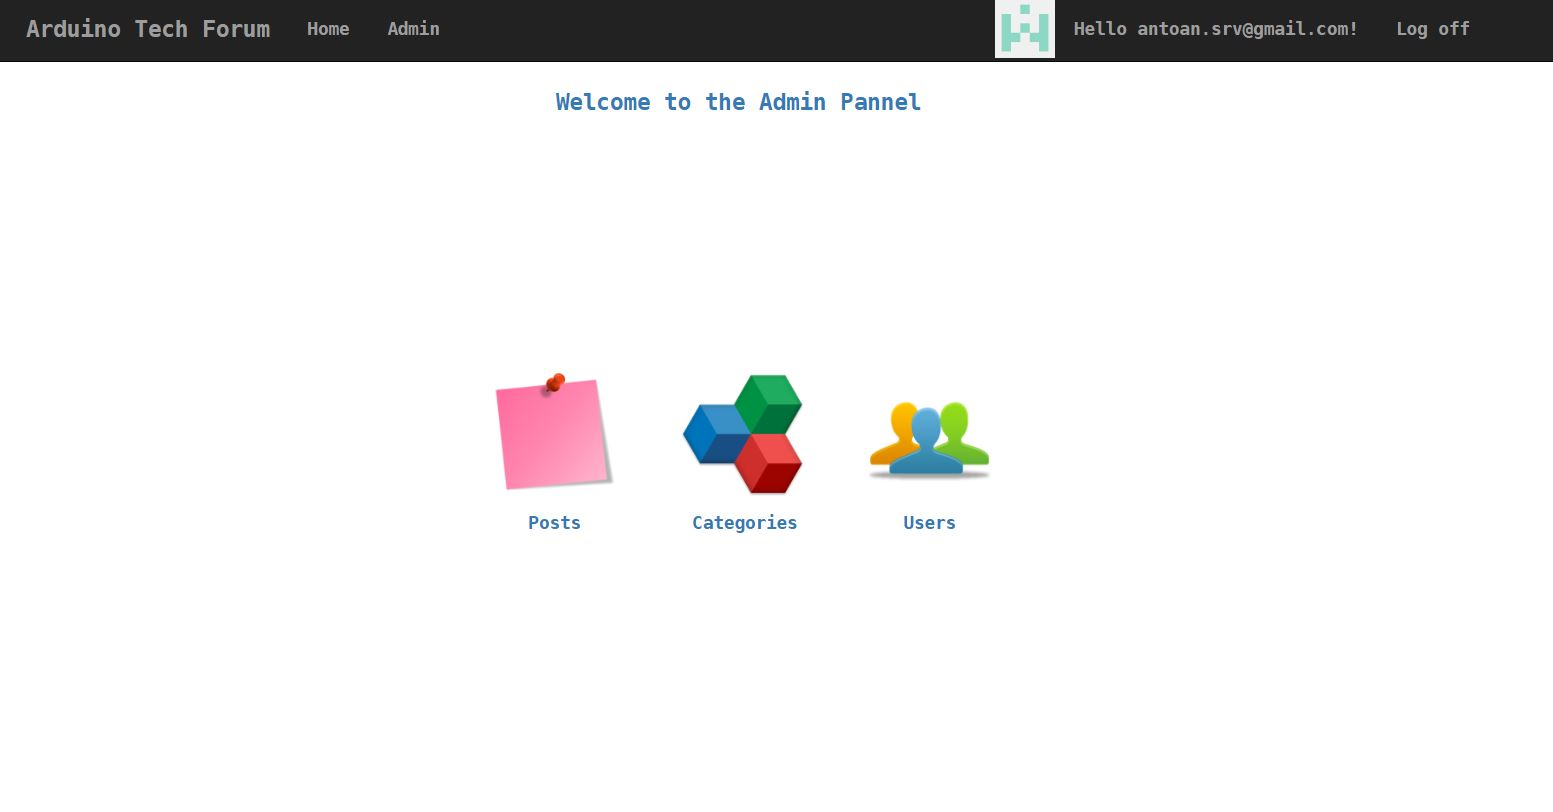 Arduino Tech Forum Home Admin Hello antoan.srv@gmail.com! Log off
Welcome to the Admin Pannel
Posts Categories Users